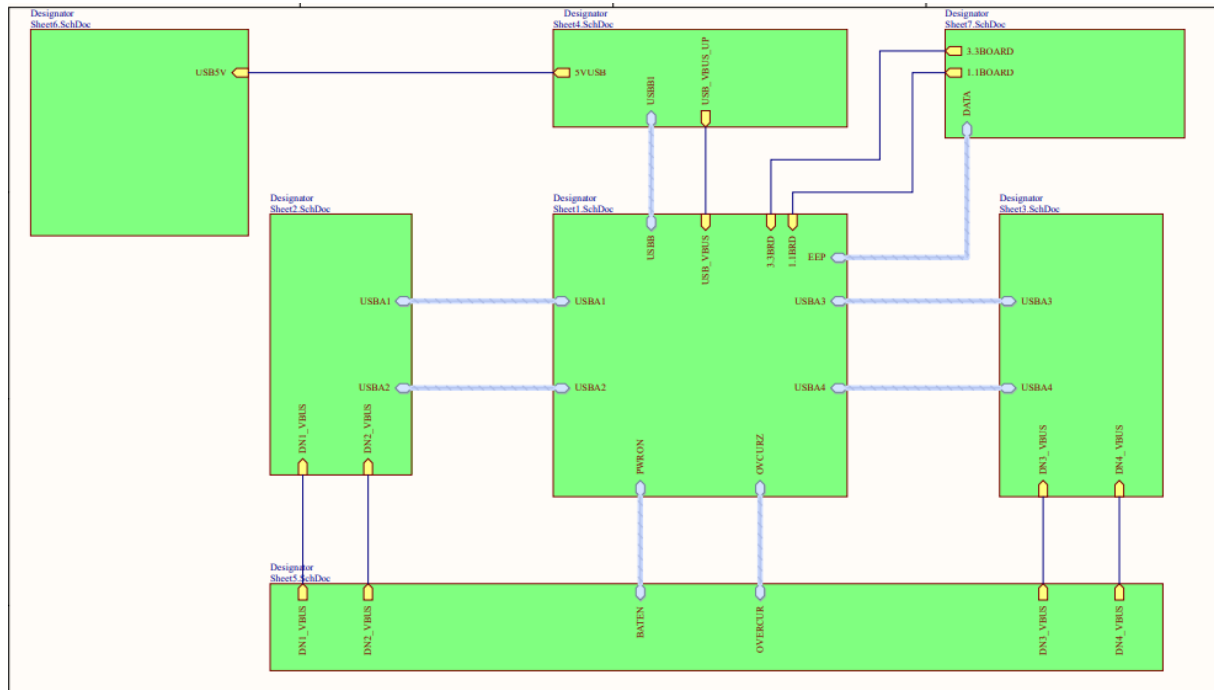 Designator
Sheet6.SchDoc
USB5V
Designator
Sheet4.SchDoc
5VUSB
USBB1
USB_VBUS_UP
Designator
Sheet7.SchDoc
3.3BOARD
1.1BOARD
DATA
Designator
Sheet2.SchDoc
USBA1
USBA2
DN1_VBUS
DN2_VBUS
Designator
Sheet1.SchDoc
USBB
USB_VBUS
3.3BRD
1.1BRD
EEP
USBA1
USBA3
USBA2
USBA4
PWRON
OVCURZ
Designator
Sheet3.SchDoc
USBA3
USBA4
DN3_VBUS
DN4_VBUS
Designator
Sheet5.SchDoc
DN1_VBUS
DN2_VBUS
BATEN
OVERCUR
DN3_VBUS
DN4_VBUS